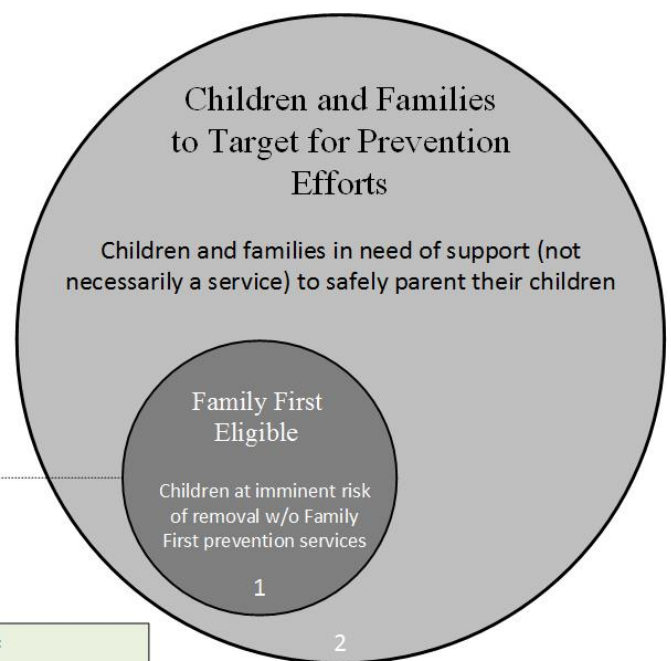 Children and Families
to Target for Prevention
Efforts
Children and families in need of support (not
necessarily a service) to safely parent their children
Family First
Eligible
Children at imminent risk
of removal w/o Family
First prevention services
1
2